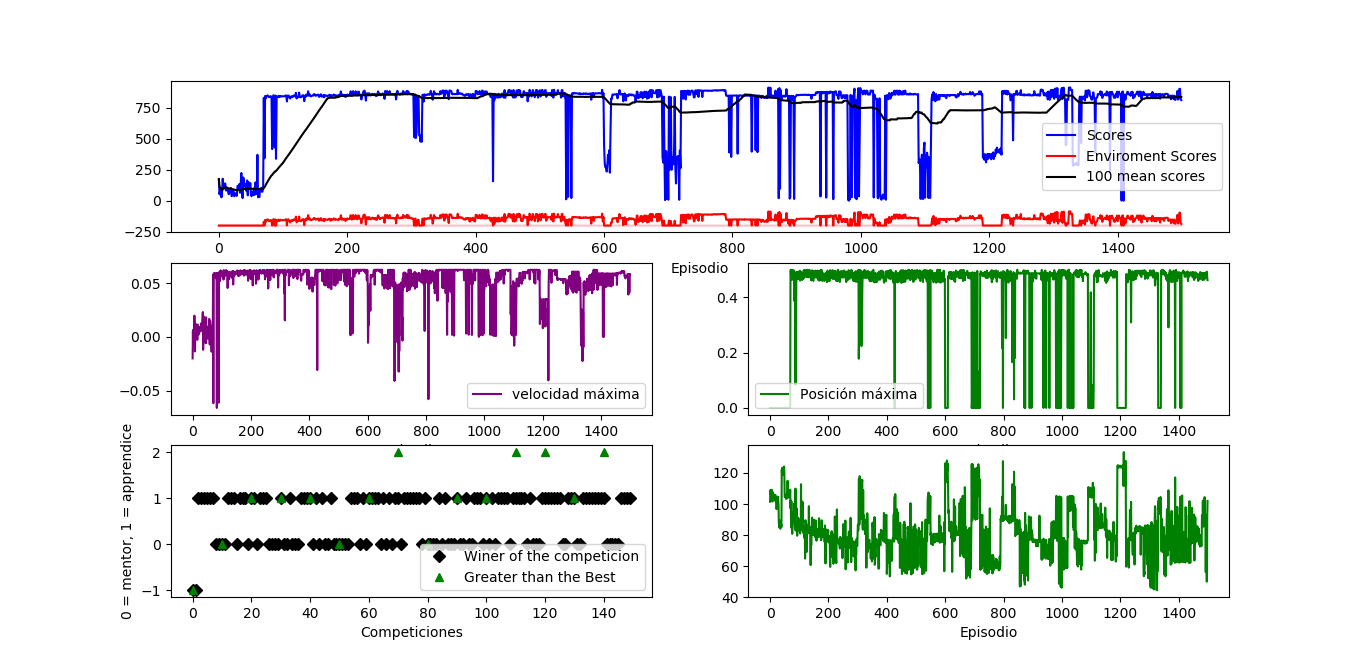 750
500
250
0
−250
Scores
Enviroment Scores
100 mean scores
0 200 400 600 800 1000 1200 1400
Episodio
0.05
0.00
−0.05
velocidad máxima
0 200 400 600 800 1000 1200 1400
0.4
0.2
0.0
Posición máxima
0 200 400 600 800 1000 1200 1400
0 = mentor, 1 = apprendice
2
1
0
−1
Winer of the competicion
Greater than the Best
0 20 40 60 80 100 120 140
Competiciones
120
100
80
60
40
0 200 400 600 800 1000 1200 1400
Episodio